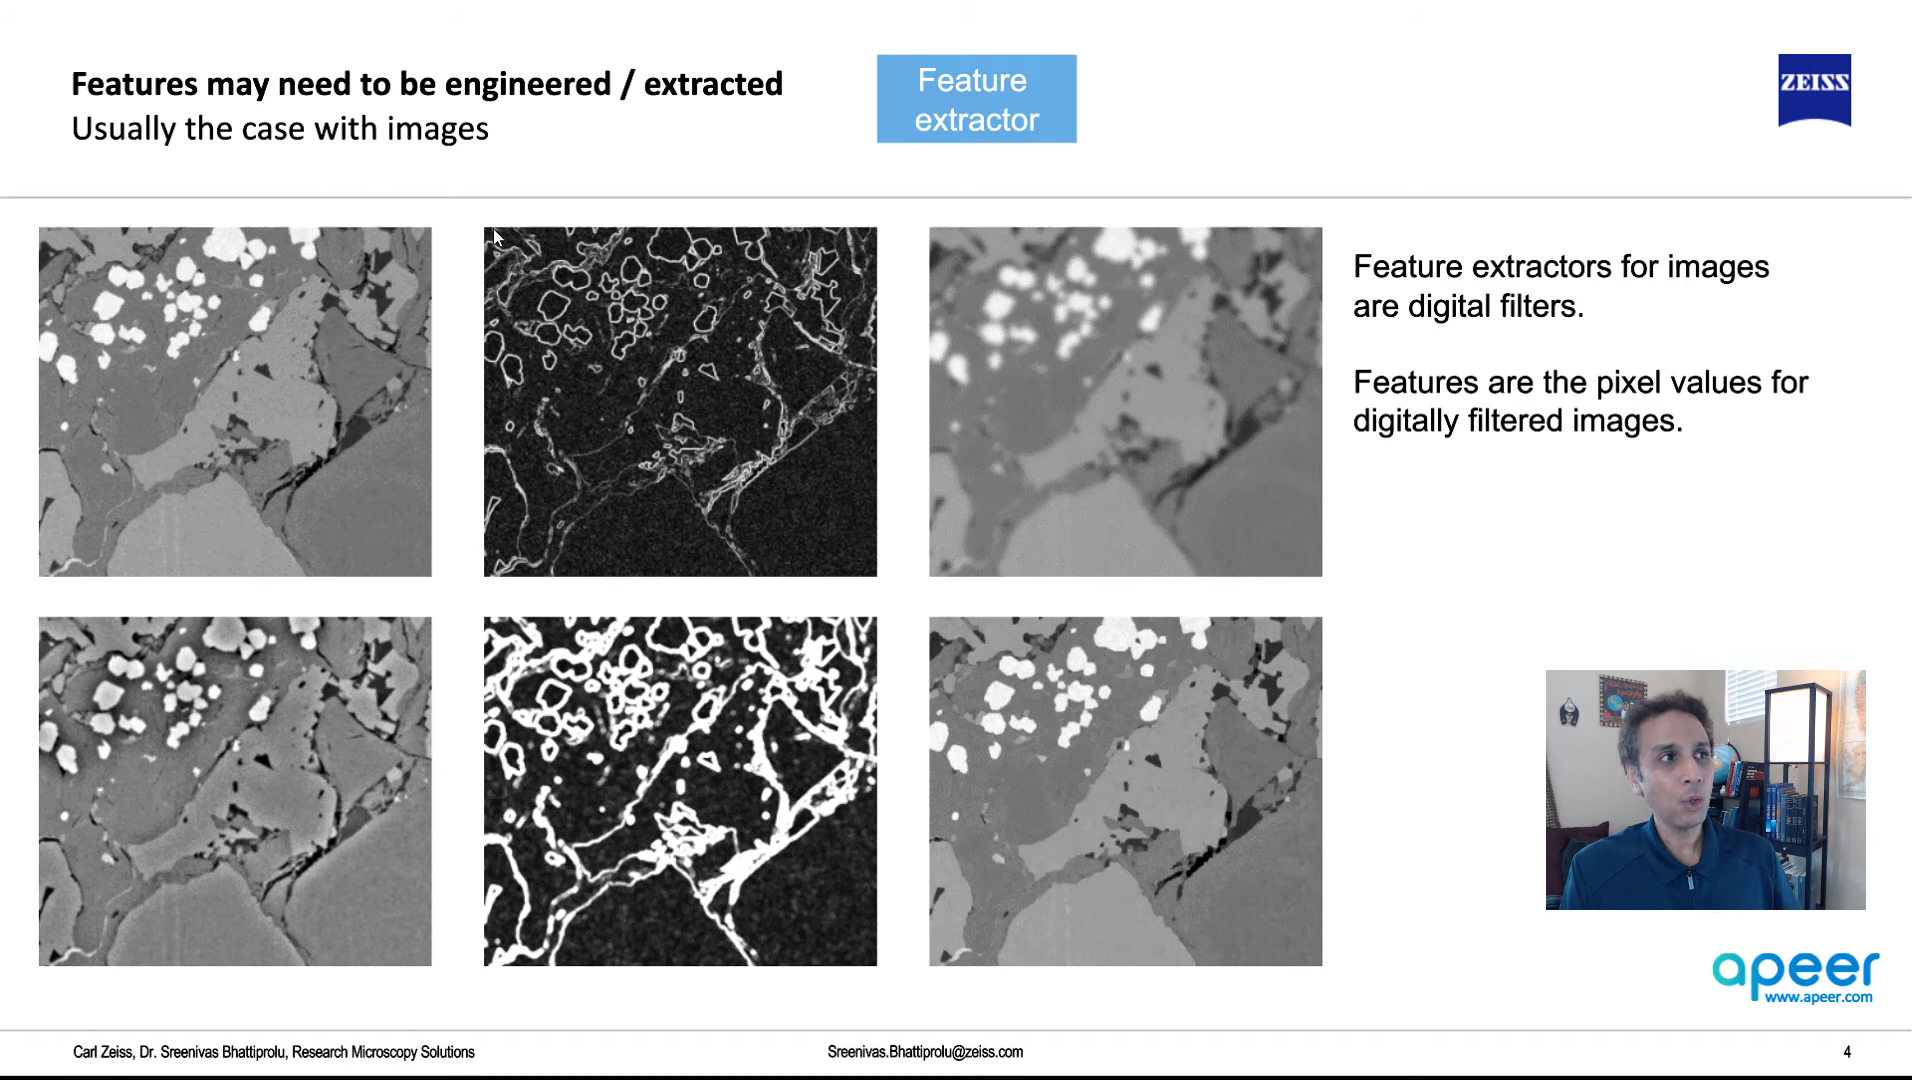 Features may need to be engineered / extracted
Usually the case with images
Feature
extractor
ZEISS
Feature extractors for images
are digital filters.
Features are the pixel values for
digitally filtered images.
apeer
www.apeer.com
Carl Zeiss, Dr. Sreenivas Bhattiprolu, Research Microscopy Solutions
Sreenivas.Bhattiprolu@zeiss.com
4